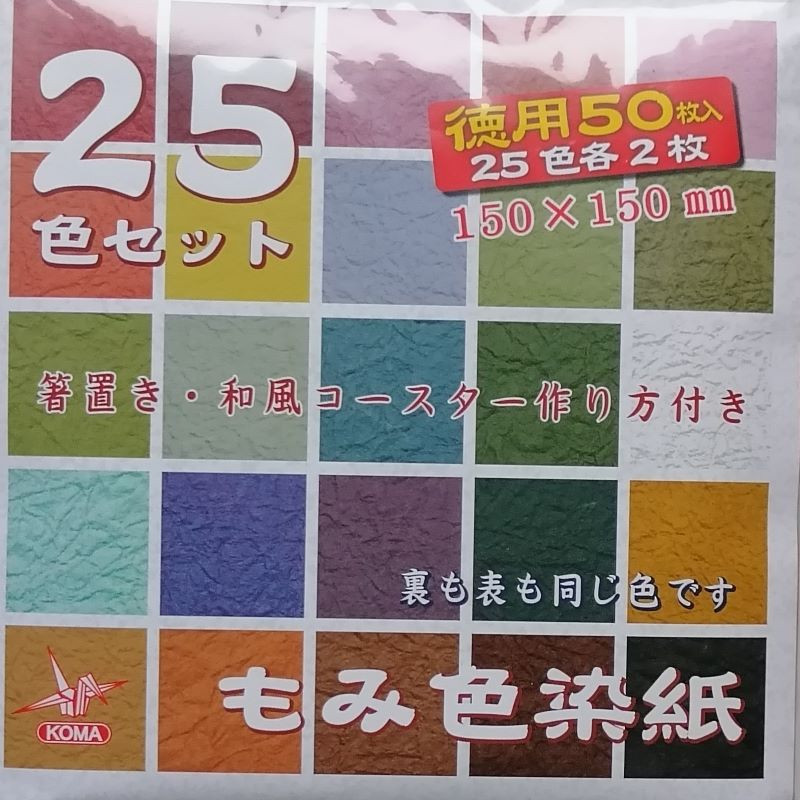 25
色セット
徳用50枚入
25色各2枚
150×150mm
箸置き・和風コースター作り方付き
裏も表も同じ色です
もみ色染紙
KOMA